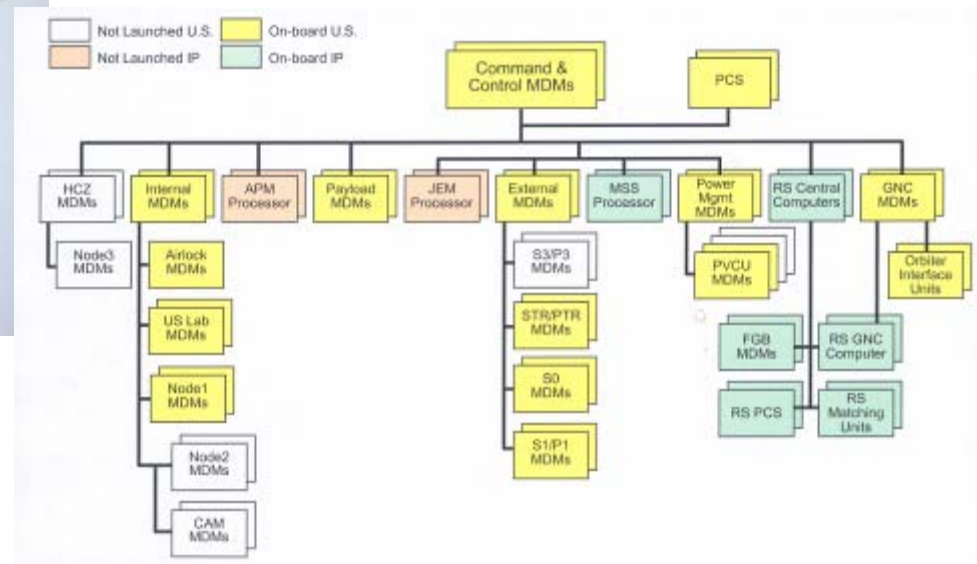 Not Launched U.S.
On-board U.S.
Not Launched IP
On-board IP
Command &
Control MDMs
PCS
HCZ
MDMs
Internal
MDMs
APM
Processor
Payload
MDMs
JEM
Processor
External
MDMs
MSS
Processor
Power
Mgmt
MDMs
RS Central
Computers
GNC
MDMs
Node3
MDMs
Airlock
MDMs
US Lab
MDMs
Node1
MDMs
Node2
MDMs
CAM
MDMs
S3/P3
MDMs
STR/PTR
MDMs
S0
MDMs
S1/P1
MDMs
PVCU
MDMs
Orbiter
Interface
Units
FGB
MDMs
RS GNC
Computer
RS PCS
RS
Matching
Units